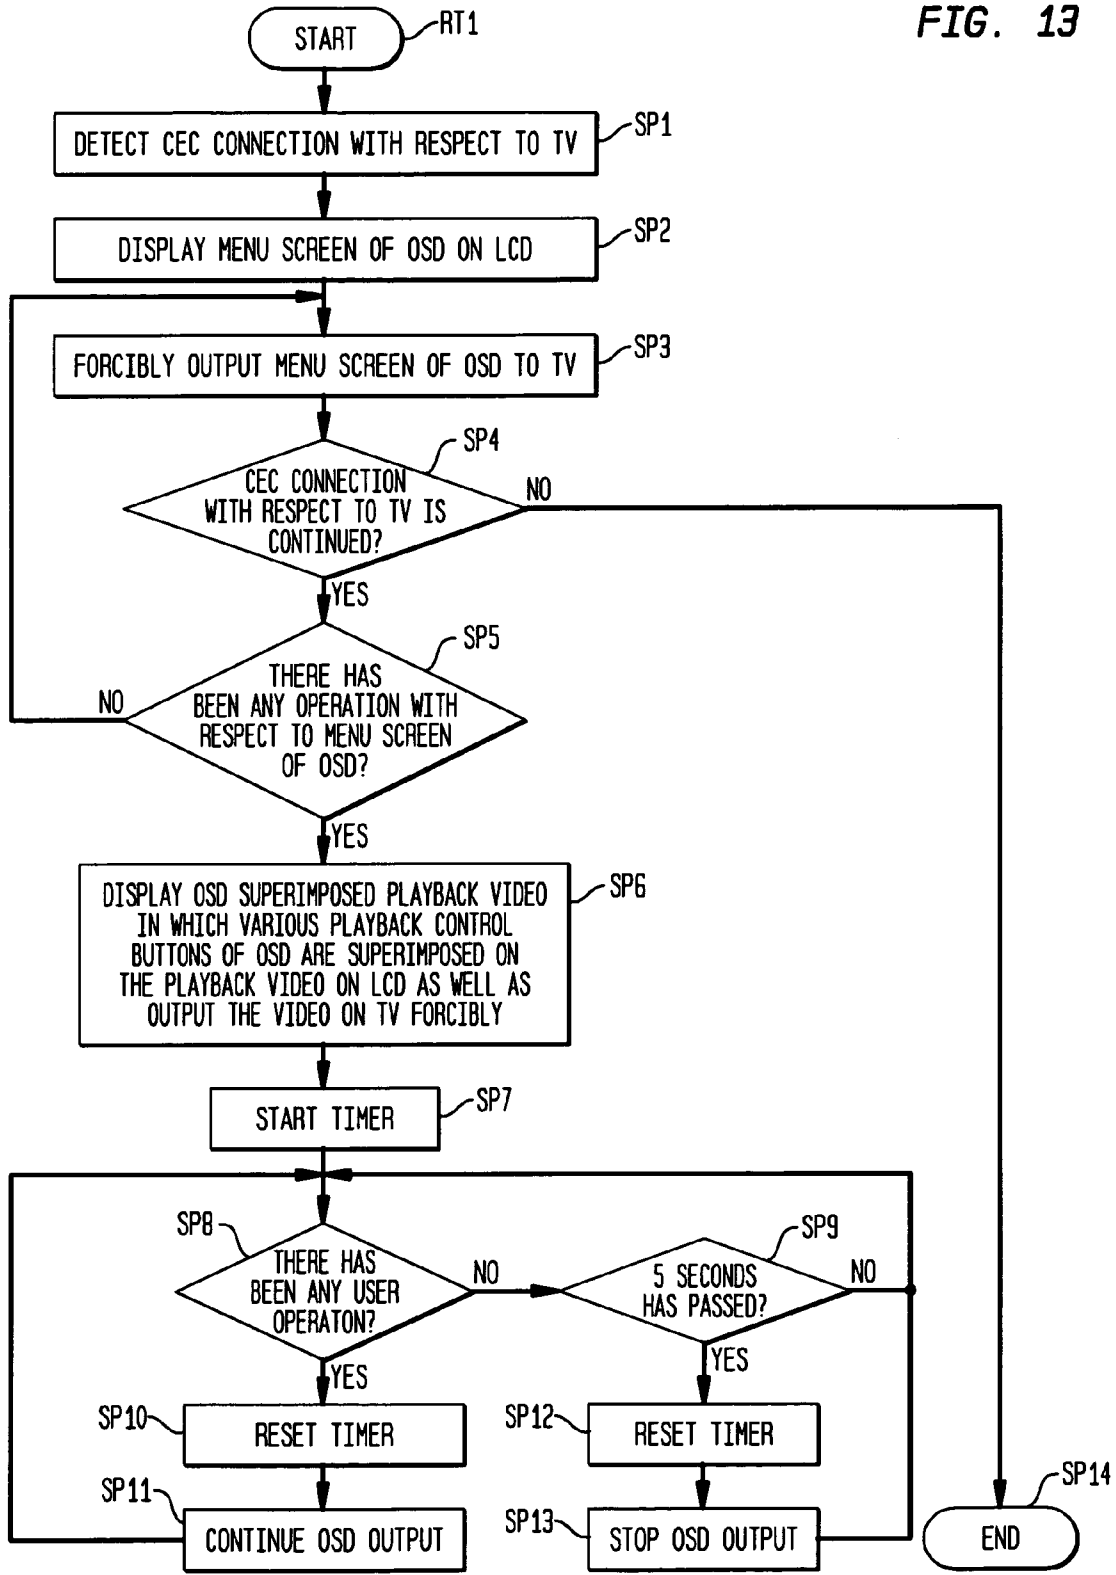 FIG. 13
START
RT1
DETECT CEC CONNECTION WITH RESPECT TO TV
SP1
DISPLAY MENU SCREEN OF OSD ON LCD
SP2
FORCIBLY OUTPUT MENU SCREEN OF OSD TO TV
SP3
SP4
CEC CONNECTION
WITH RESPECT TO TV IS
CONTINUED?
NO
YES
SP5
THERE HAS
BEEN ANY OPERATION WITH
RESPECT TO MENU SCREEN
OF OSD?
NO
YES
DISPLAY OSD SUPERIMPOSED PLAYBACK VIDEO
IN WHICH VARIOUS PLAYBACK CONTROL
BUTTONS OF OSD ARE SUPERIMPOSED ON
THE PLAYBACK VIDEO ON LCD AS WELL AS
OUTPUT THE VIDEO ON TV FORCIBLY
SP6
START TIMER
SP7
SP8
THERE HAS
BEEN ANY USER
OPERATON?
NO
YES
SP9
5 SECONDS
HAS PASSED?
NO
YES
SP10
RESET TIMER
SP12
RESET TIMER
SP11
CONTINUE OSD OUTPUT
SP13
STOP OSD OUTPUT
SP14
END